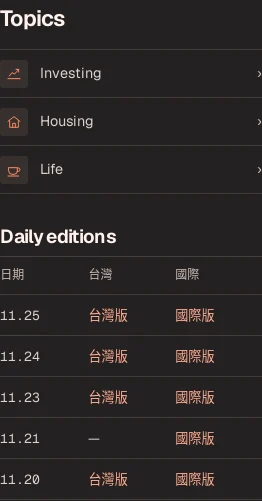 Topics
Investing ›
Housing ›
Life ›
Daily editions
日期 台灣 國際
11.25 台灣版 國際版
11.24 台灣版 國際版
11.23 台灣版 國際版
11.21 — 國際版
11.20 台灣版 國際版